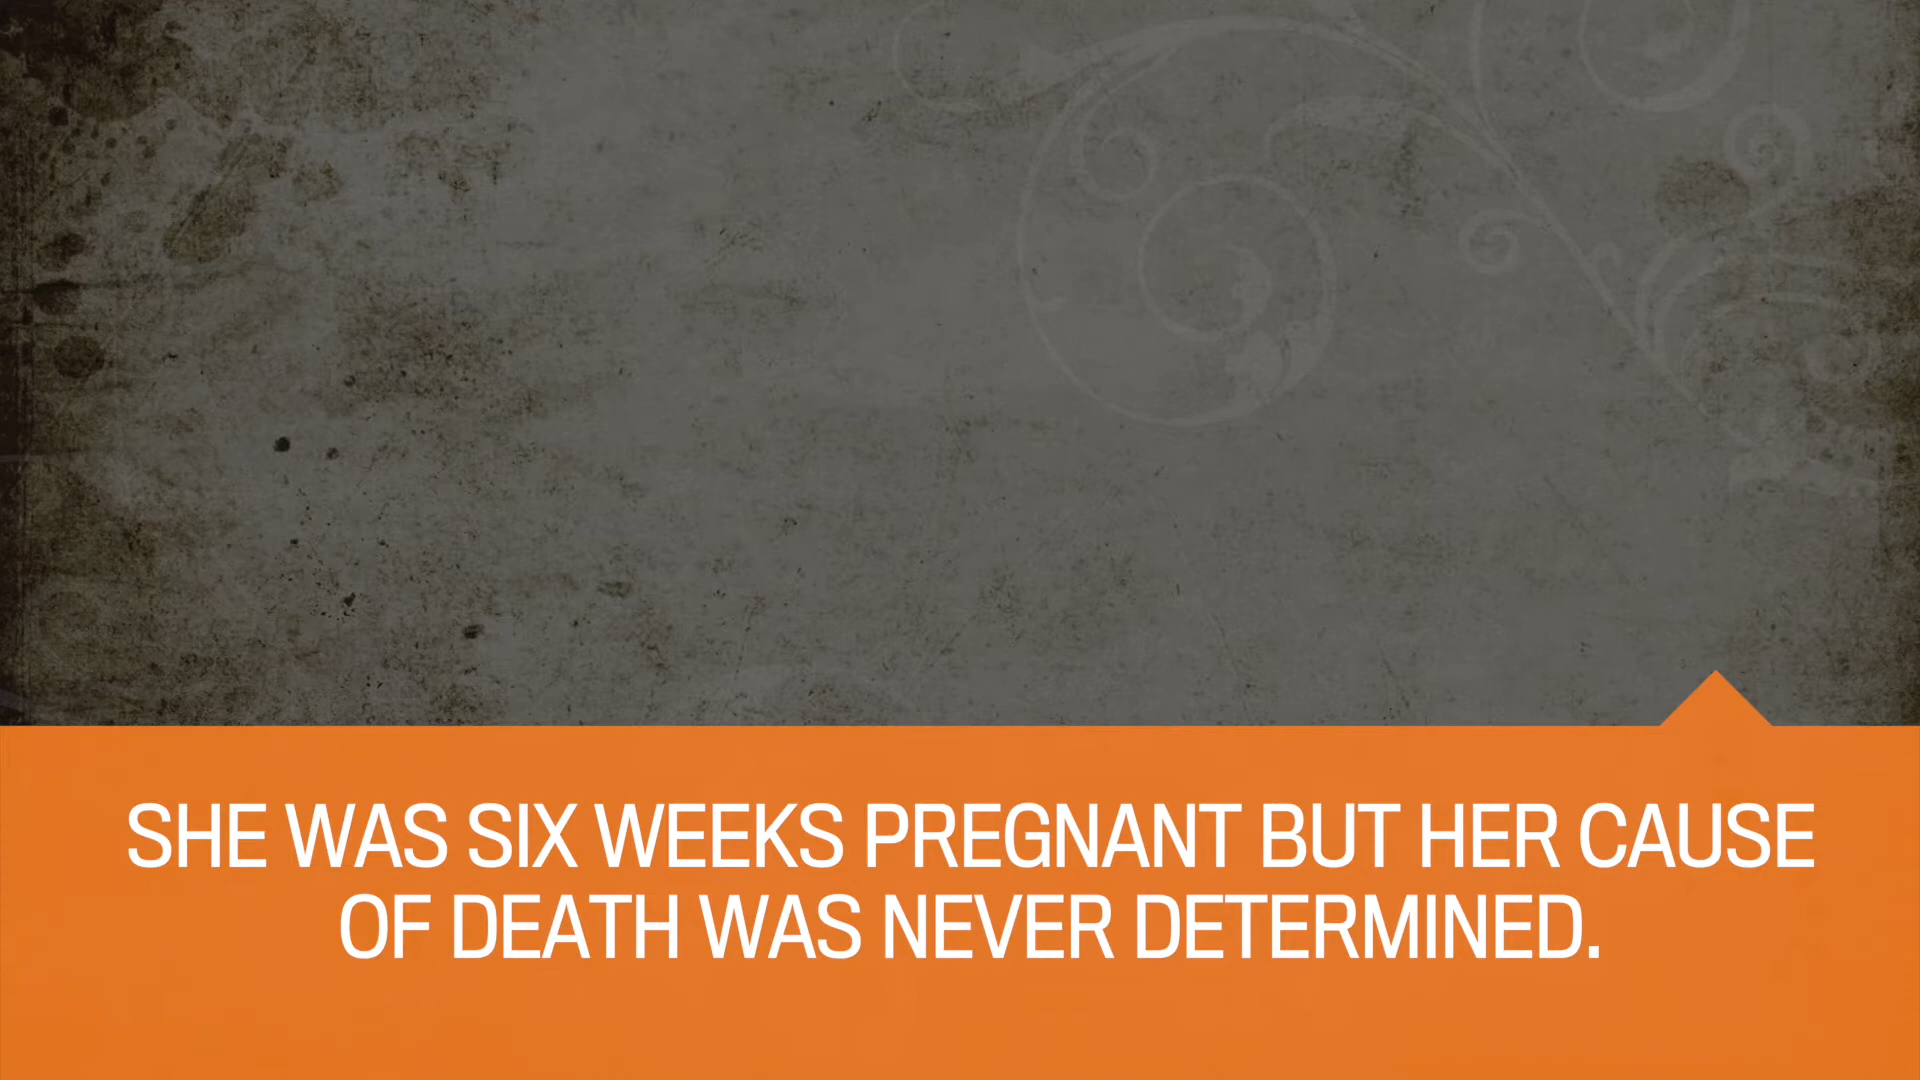 SHE WAS SIX WEEKS PREGNANT BUT HER CAUSE
OF DEATH WAS NEVER DETERMINED.